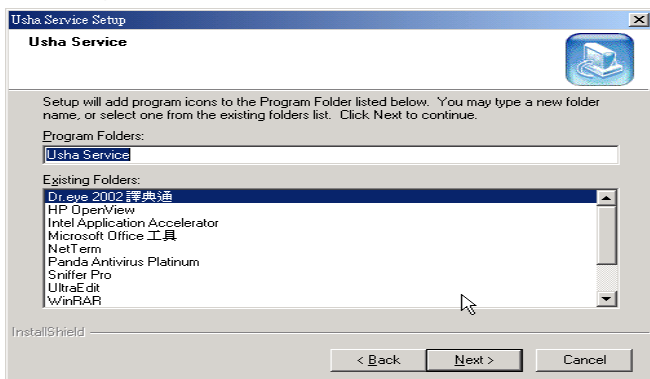 Usha Service Setup
Usha Service
Setup will add program icons to the Program Folder listed below. You may type a new folder
name, or select one from the existing folders list. Click Next to continue.
Program Folders:
Usha Service
Existing Folders:
Dr.eye 2002 譯典通
HP OpenView
Intel Application Accelerator
Microsoft Office 工具
NetTerm
Panda Antivirus Platinum
Sniffer Pro
UltraEdit
WinRAR
InstallShield
< Back
Next >
Cancel